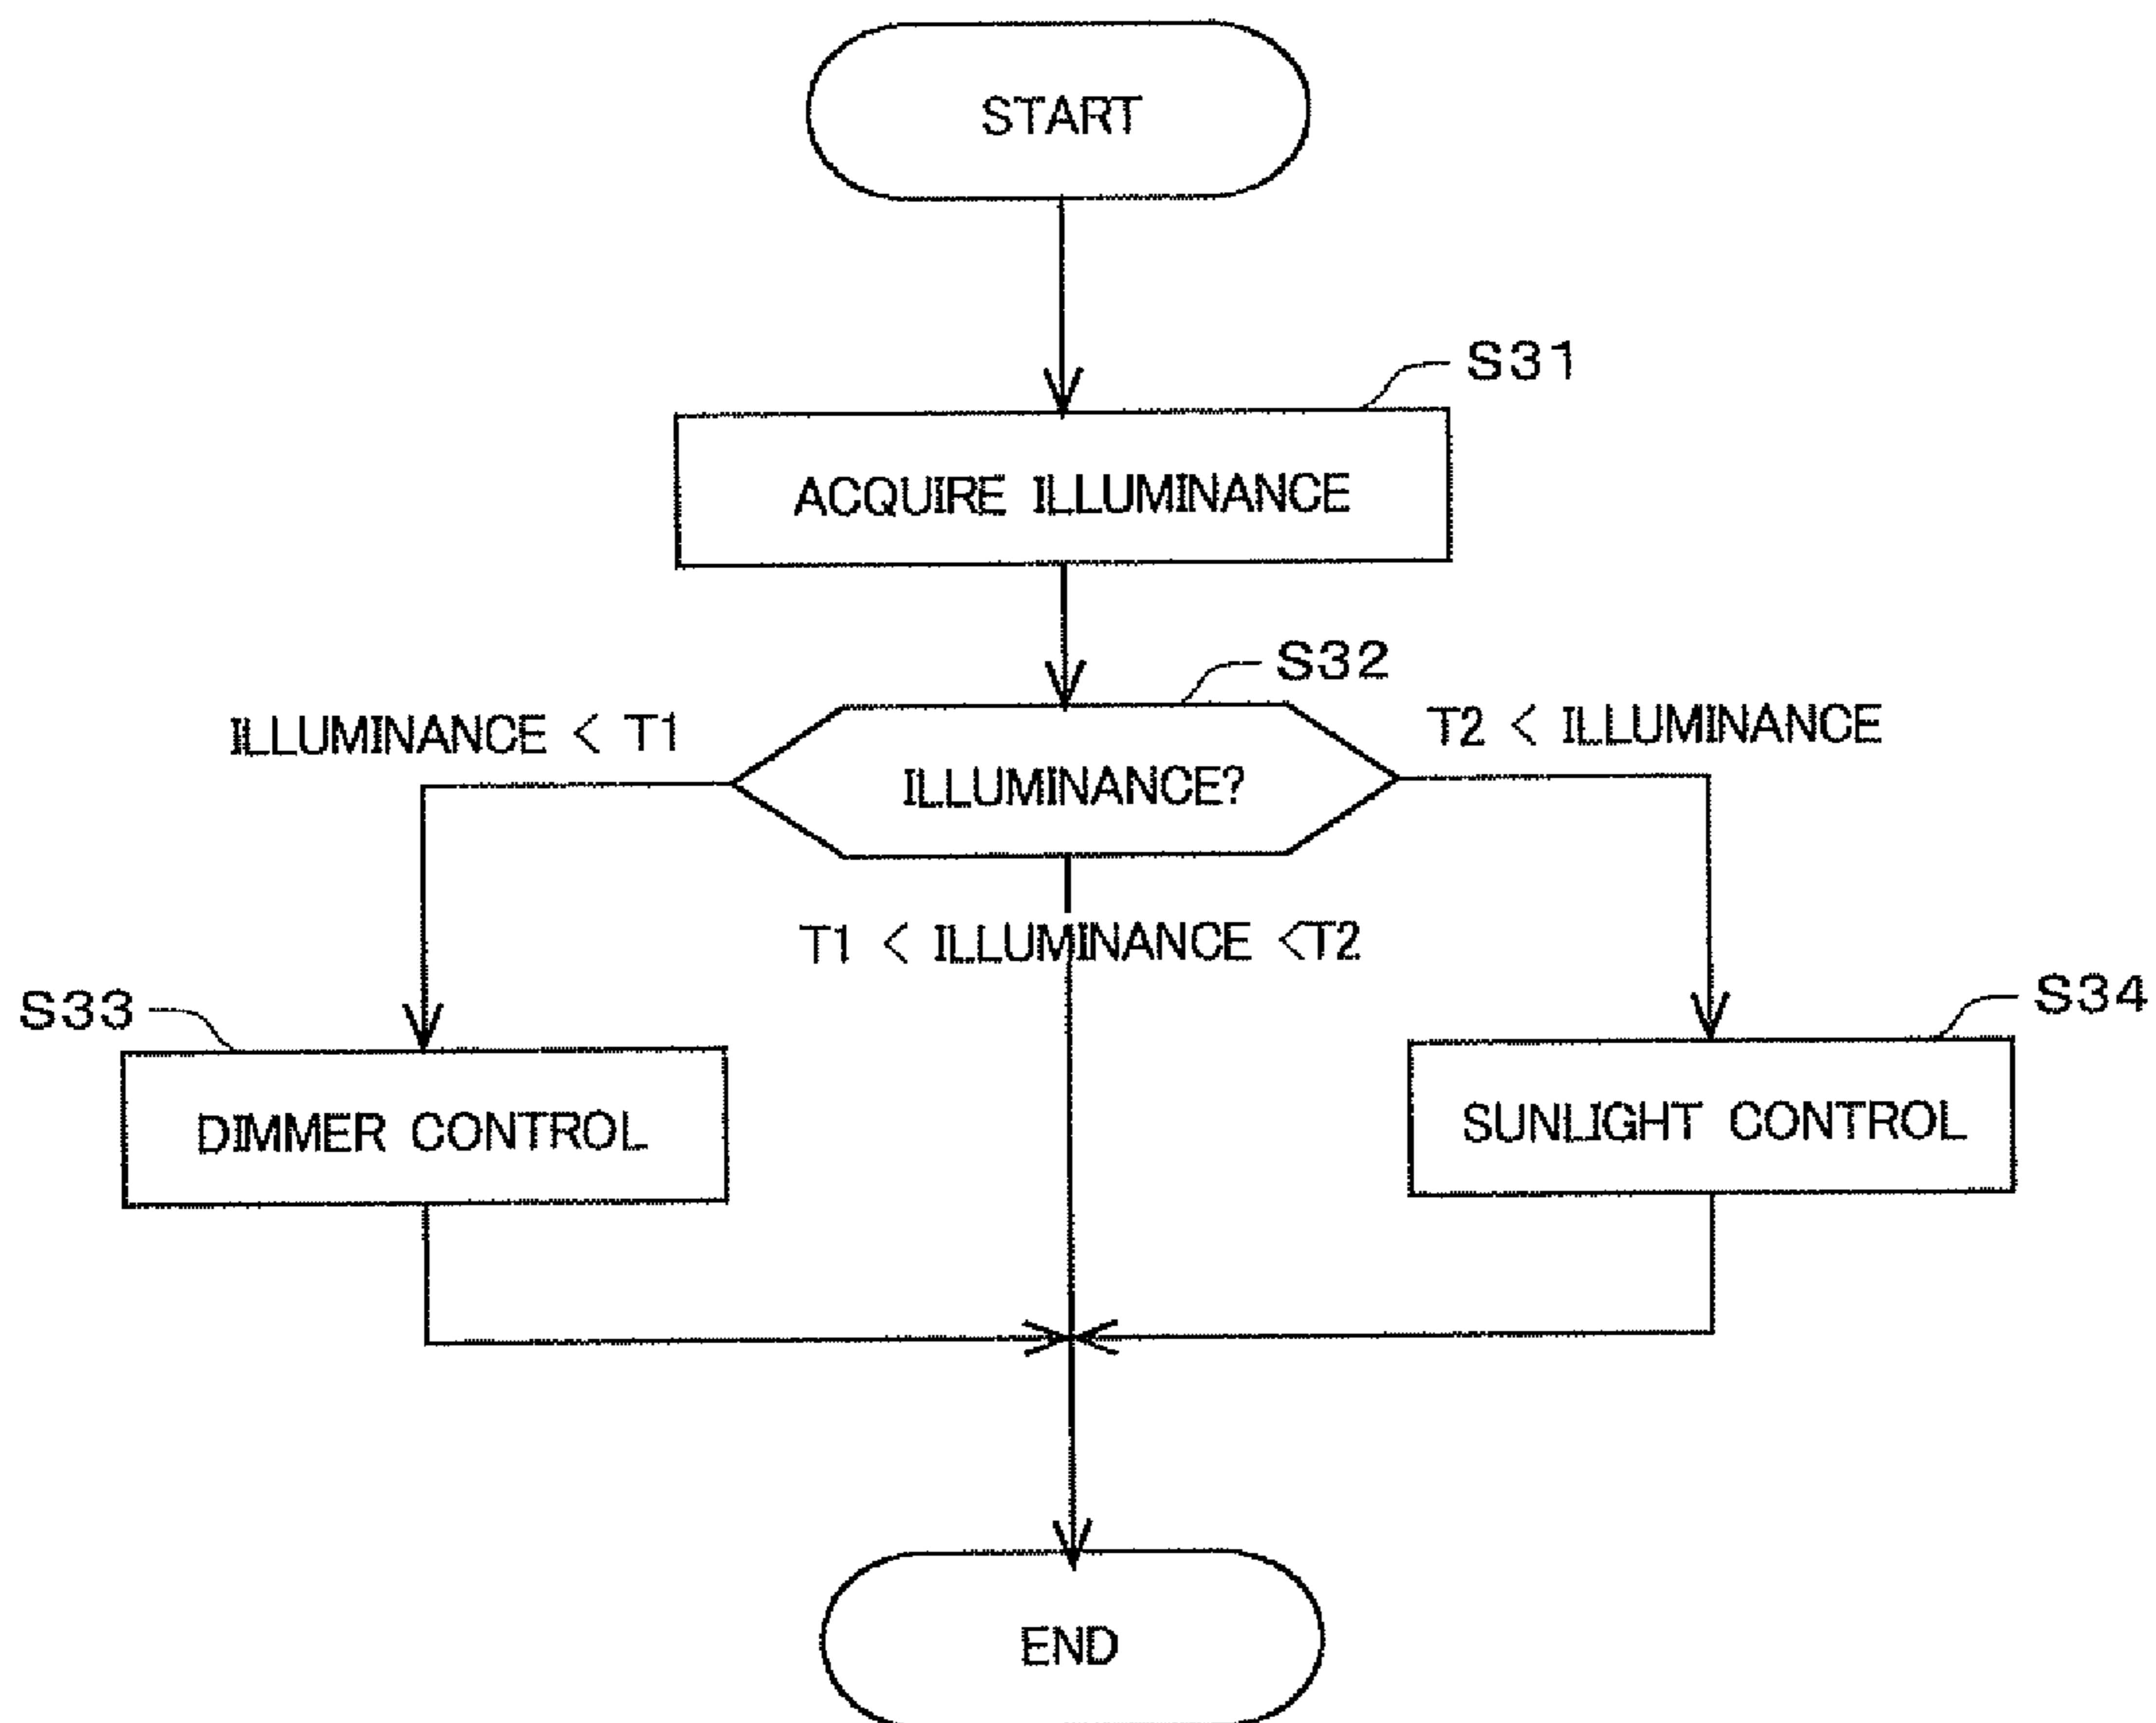 START
S31
ACQUIRE ILLUMINANCE
S32
ILLUMINANCE < T1
T2 < ILLUMINANCE
ILLUMINANCE?
T1 < ILLUMINANCE <T2
S33
S34
DIMMER CONTROL
SUNLIGHT CONTROL
END